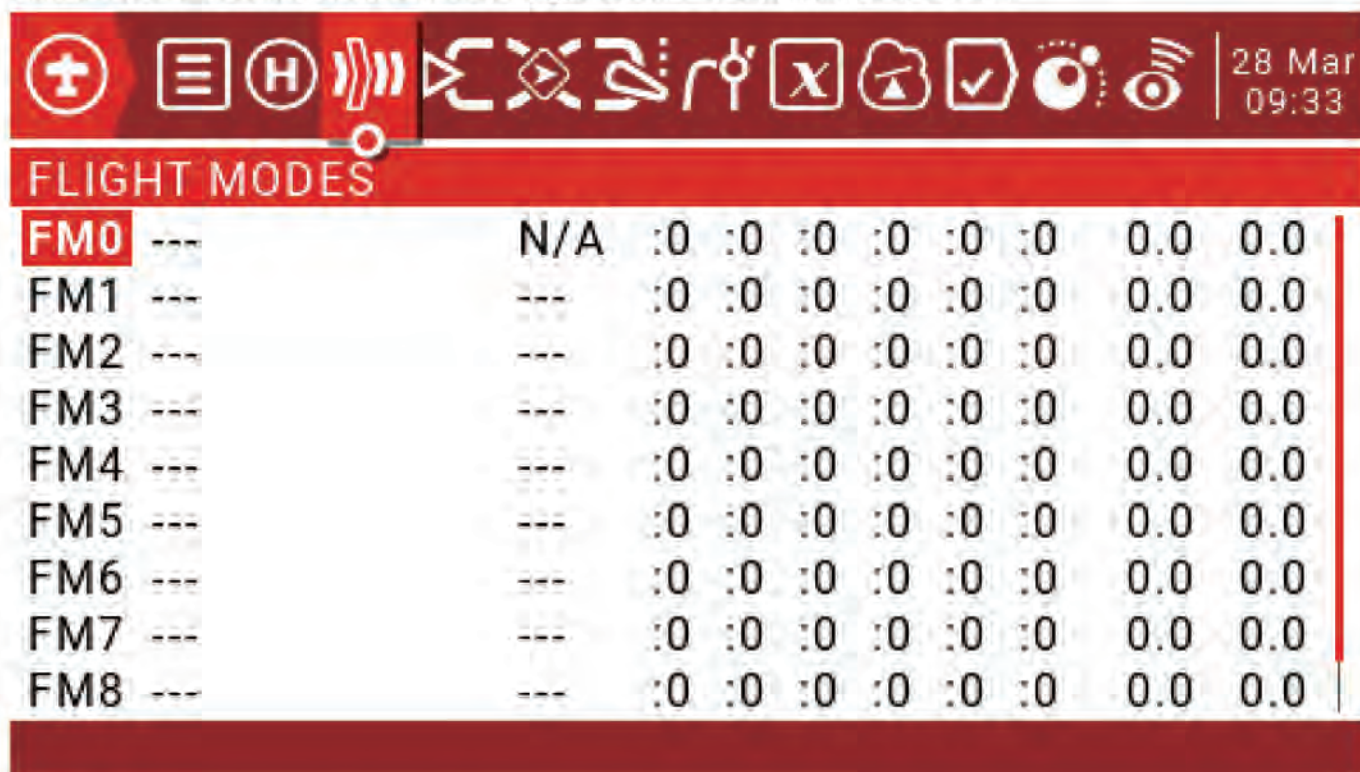 28 Mar
09:33
FLIGHT MODES
FM0 --- N/A :0 :0 :0 :0 :0 :0 0.0 0.0
FM1 --- --- :0 :0 :0 :0 :0 :0 0.0 0.0
FM2 --- --- :0 :0 :0 :0 :0 :0 0.0 0.0
FM3 --- --- :0 :0 :0 :0 :0 :0 0.0 0.0
FM4 --- --- :0 :0 :0 :0 :0 :0 0.0 0.0
FM5 --- --- :0 :0 :0 :0 :0 :0 0.0 0.0
FM6 --- --- :0 :0 :0 :0 :0 :0 0.0 0.0
FM7 --- --- :0 :0 :0 :0 :0 :0 0.0 0.0
FM8 --- --- :0 :0 :0 :0 :0 :0 0.0 0.0